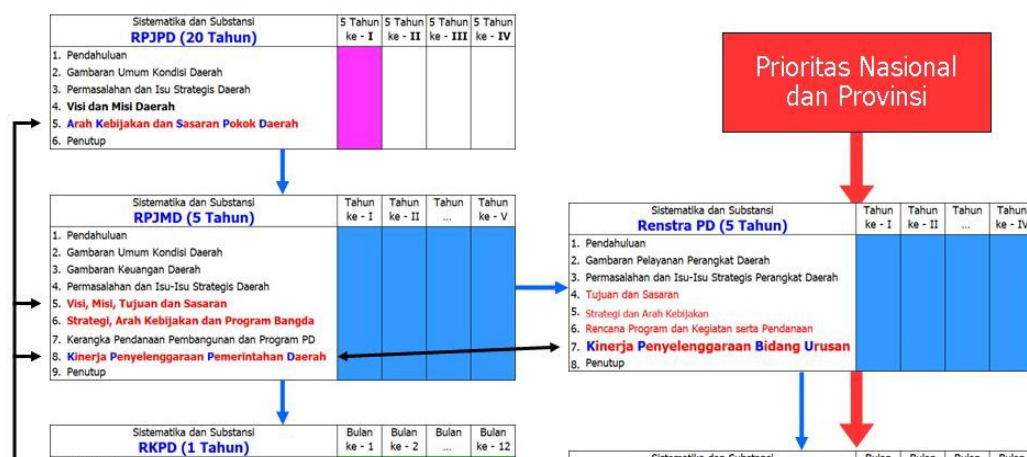 Sistematika dan Substansi
RPJPD (20 Tahun)
5 Tahun ke - I
5 Tahun ke - II
5 Tahun ke - III
5 Tahun ke - IV
1. Pendahuluan
2. Gambaran Umum Kondisi Daerah
3. Permasalahan dan Isu Strategis Daerah
4. Visi dan Misi Daerah
5. Arah Kebijakan dan Sasaran Pokok Daerah
6. Penutup
Prioritas Nasional
dan Provinsi
Sistematika dan Substansi
RPJMD (5 Tahun)
Tahun ke - I
Tahun ke - II
Tahun ...
Tahun ke - V
1. Pendahuluan
2. Gambaran Umum Kondisi Daerah
3. Gambaran Keuangan Daerah
4. Permasalahan dan Isu-Isu Strategis Daerah
5. Visi, Misi, Tujuan dan Sasaran
6. Strategi, Arah Kebijakan dan Program Bangda
7. Kerangka Pendanaan Pembangunan dan Program PD
8. Kinerja Penyelenggaraan Pemerintahan Daerah
9. Penutup
Sistematika dan Substansi
Renstra PD (5 Tahun)
Tahun ke - I
Tahun ke - II
Tahun ...
Tahun ke - IV
1. Pendahuluan
2. Gambaran Pelayanan Perangkat Daerah
3. Permasalahan dan Isu-Isu Strategis Perangkat Daerah
4. Tujuan dan Sasaran
5. Strategi dan Arah Kebijakan
6. Rencana Program dan Kegiatan serta Pendanaan
7. Kinerja Penyelenggaraan Bidang Urusan
8. Penutup
Sistematika dan Substansi
RKPD (1 Tahun)
Bulan ke - 1
Bulan ke - 2
Bulan ...
Bulan ke - 12
Sistematika dan Substansi
Bulan
Bulan
Bulan
Bulan